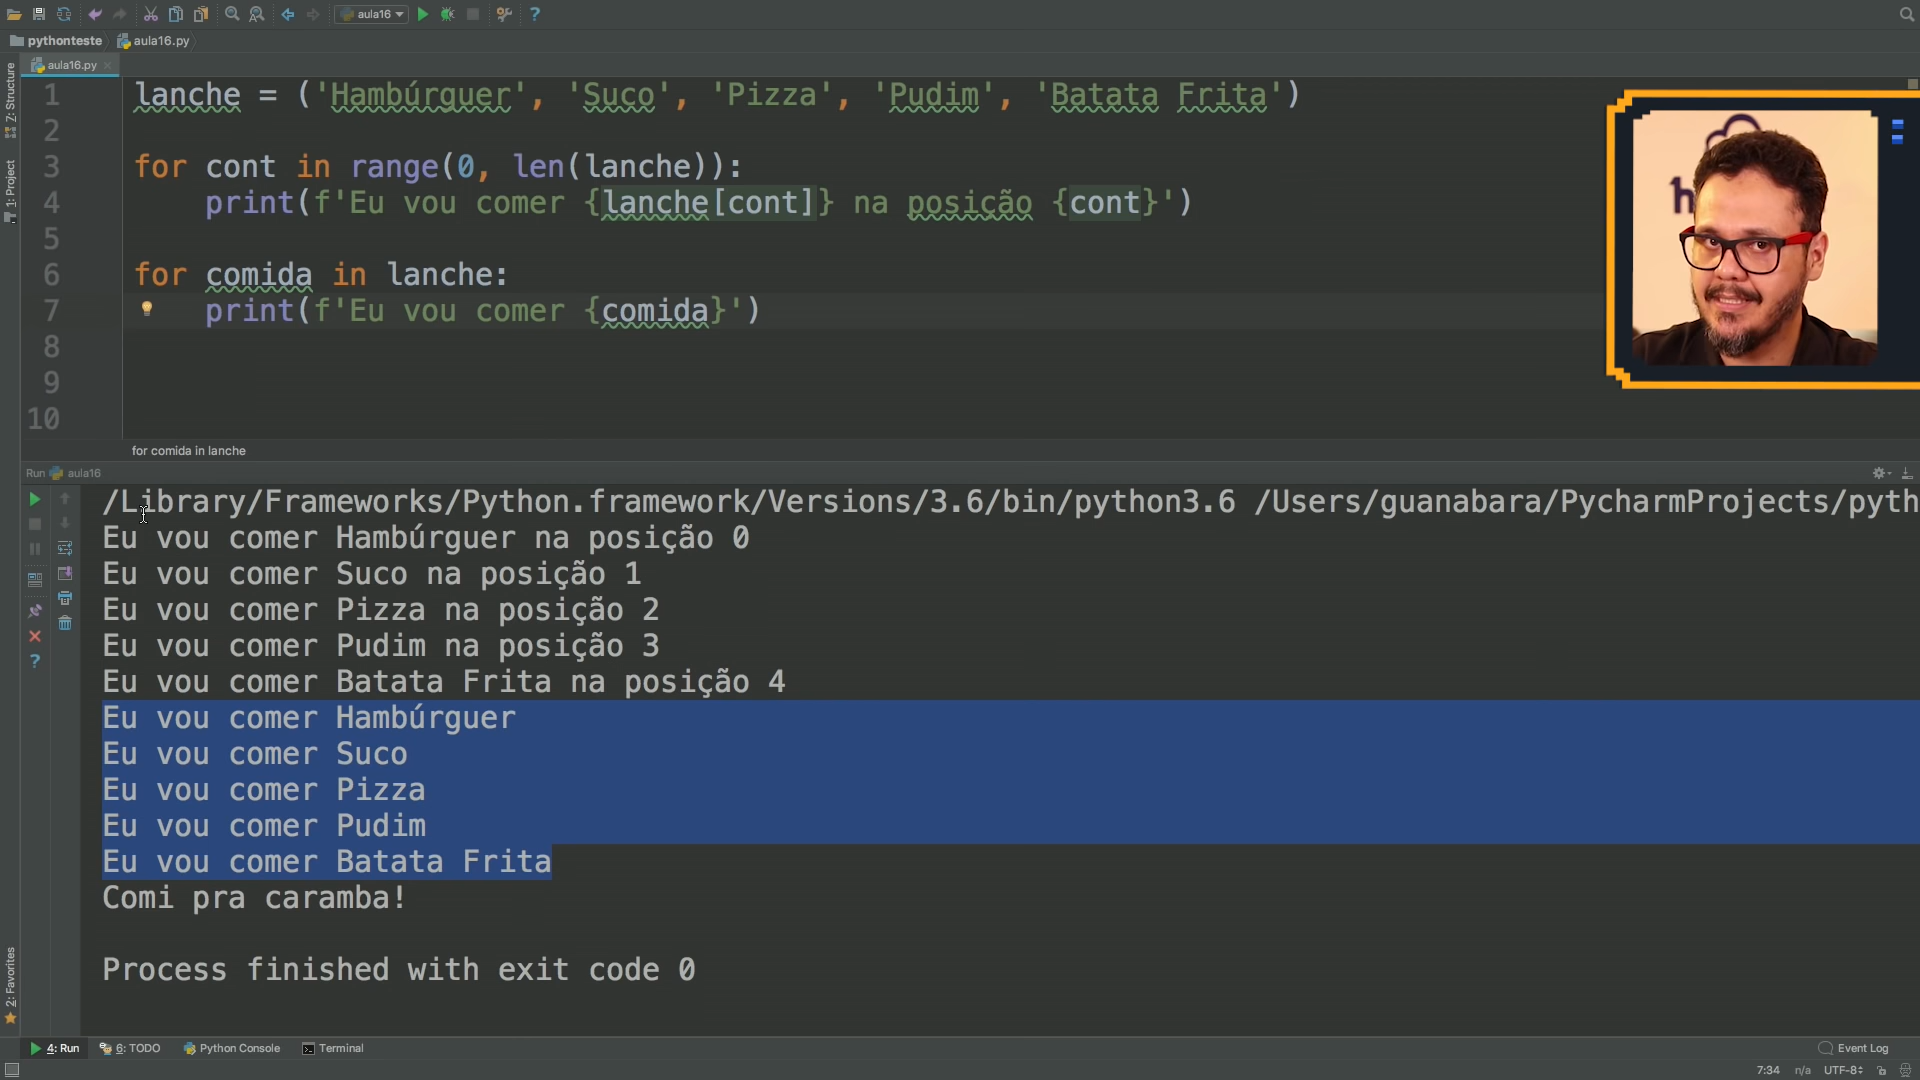 aula16
pythonteste
aula16.py
aula16.py
Z: Structure
1: Project
1 lanche = ('Hambúrguer', 'Suco', 'Pizza', 'Pudim', 'Batata Frita')
2
3 for cont in range(0, len(lanche)):
4 print(f'Eu vou comer {lanche[cont]} na posição {cont}')
5
6 for comida in lanche:
7 print(f'Eu vou comer {comida}')
8
9
10
for comida in lanche
Run aula16
/Library/Frameworks/Python.framework/Versions/3.6/bin/python3.6 /Users/guanabara/PycharmProjects/pyth
Eu vou comer Hambúrguer na posição 0
Eu vou comer Suco na posição 1
Eu vou comer Pizza na posição 2
Eu vou comer Pudim na posição 3
Eu vou comer Batata Frita na posição 4
Eu vou comer Hambúrguer
Eu vou comer Suco
Eu vou comer Pizza
Eu vou comer Pudim
Eu vou comer Batata Frita
Comi pra caramba!
Process finished with exit code 0
2: Favorites
4: Run
6: TODO
Python Console
Terminal
Event Log
7:34 n/a UTF-8